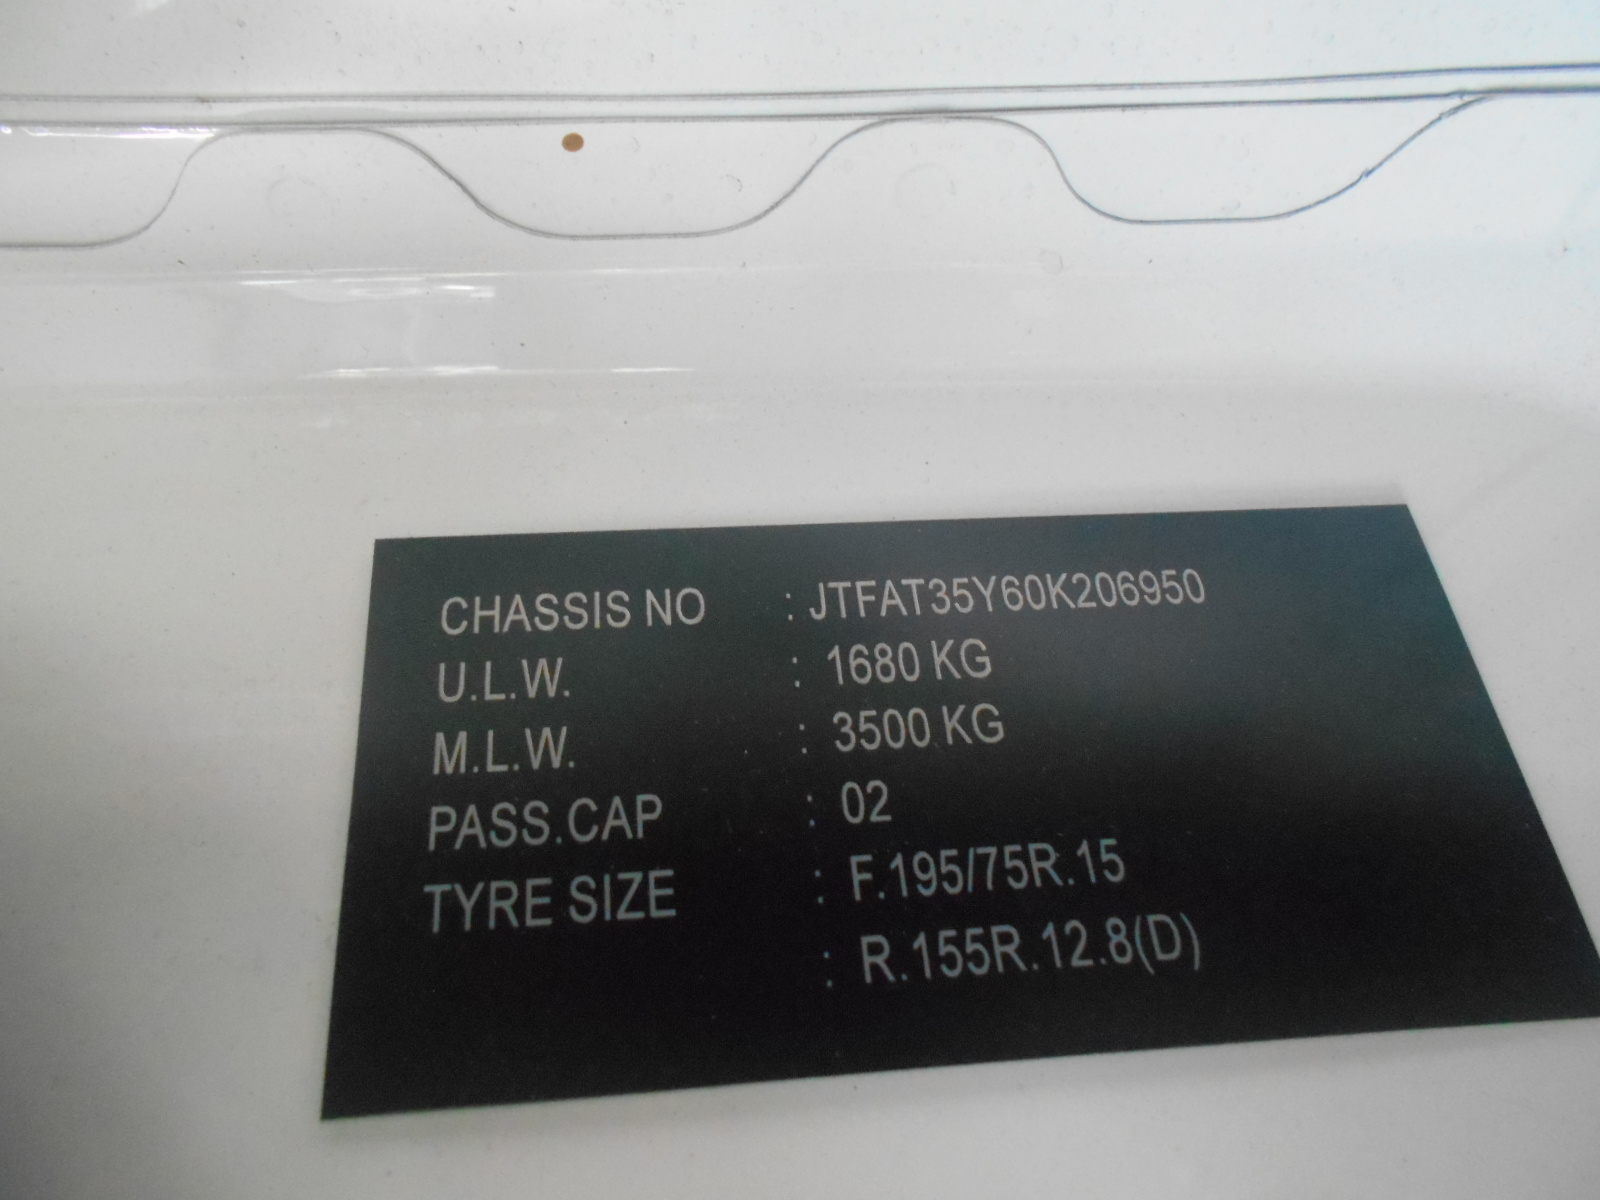 CHASSIS NO : JTFAT35Y60K206950
U.L.W. : 1680 KG
M.L.W. : 3500 KG
PASS.CAP : 02
TYRE SIZE : F.195/75R.15
: R.155R.12.8(D)